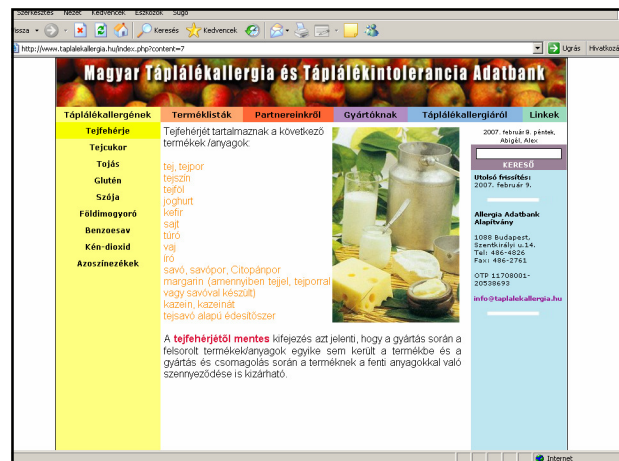 Szerkesztés Nézet Kedvencek Eszközök Súgó
Vissza Keresés Kedvencek
http://www.taplalekallergia.hu/index.php?content=7 Ugrás Hivatkozá
Magyar Táplálékallergia és Táplálékintolerancia Adatbank
Táplálékallergének Terméklisták Partnereinkről Gyártóknak Táplálékallergiáról Linkek
Tejfehérje
Tejcukor
Tojás
Glutén
Szója
Földimogyoró
Benzoesav
Kén-dioxid
Azoszínezékek
Tejfehérjét tartalmaznak a következő
termékek /anyagok:
tej, tejpor
tejszín
tejföl
joghurt
kefir
sajt
túró
vaj
író
savó, savópor, Citopánpor
margarin (amennyiben tejjel, tejporral
vagy savóval készült)
kazein, kazeinát
tejsavó alapú édesítőszer
A tejfehérjétől mentes kifejezés azt jelenti, hogy a gyártás során a
felsorolt termékek/anyagok egyike sem került a termékbe és a
gyártás és csomagolás során a terméknek a fenti anyagokkal való
szennyeződése is kizárható.
2007. február 9. péntek,
Abigél, Alex
KERESŐ
Utolsó frissítés:
2007. február 9.
Allergia Adatbank
Alapítvány
1088 Budapest,
Szentkirályi u.14.
Tel: 486-4826
Fax: 486-2761
OTP 11708001-
20538693
info@taplalekallergia.hu
Internet